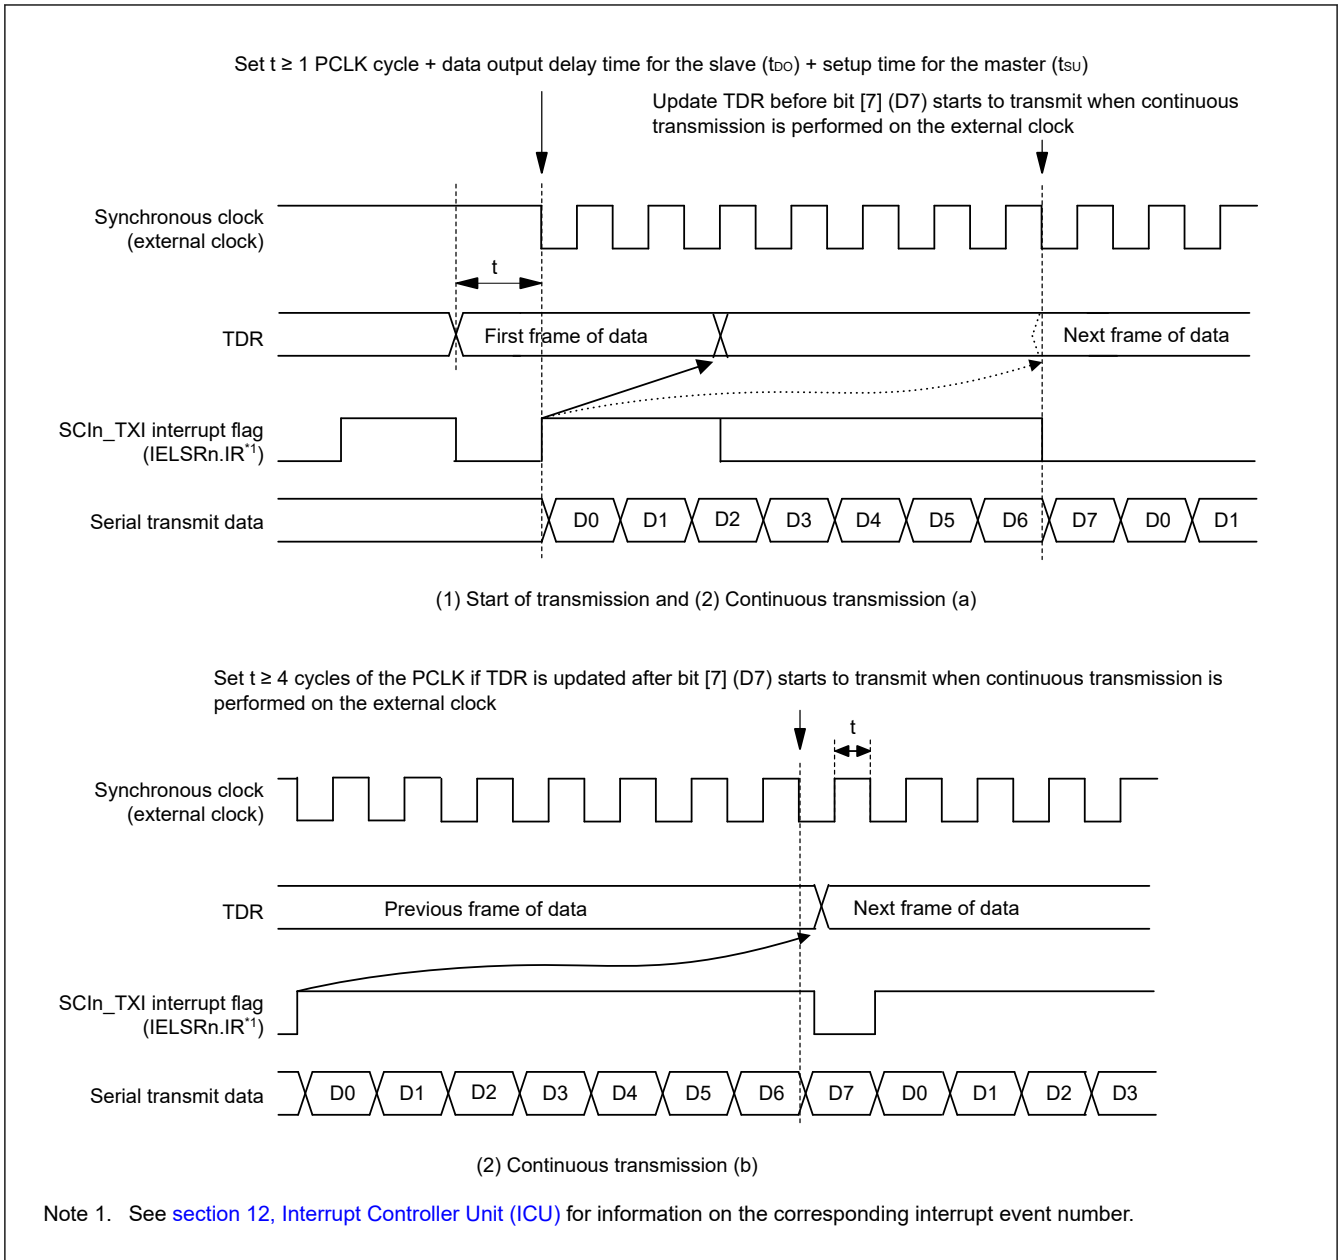 Set t ≥ 1 PCLK cycle + data output delay time for the slave (tDO) + setup time for the master (tSU)
Update TDR before bit [7] (D7) starts to transmit when continuous
transmission is performed on the external clock
Synchronous clock
(external clock)
t
TDR
First frame of data
Next frame of data
SCIn_TXI interrupt flag
(IELSRn.IR*1)
Serial transmit data
D0 D1 D2 D3 D4 D5 D6 D7 D0 D1
(1) Start of transmission and (2) Continuous transmission (a)
Set t ≥ 4 cycles of the PCLK if TDR is updated after bit [7] (D7) starts to transmit when continuous transmission is
performed on the external clock
t
Synchronous clock
(external clock)
TDR
Previous frame of data
Next frame of data
SCIn_TXI interrupt flag
(IELSRn.IR*1)
Serial transmit data
D0 D1 D2 D3 D4 D5 D6 D7 D0 D1 D2 D3
(2) Continuous transmission (b)
Note 1. See section 12, Interrupt Controller Unit (ICU) for information on the corresponding interrupt event number.